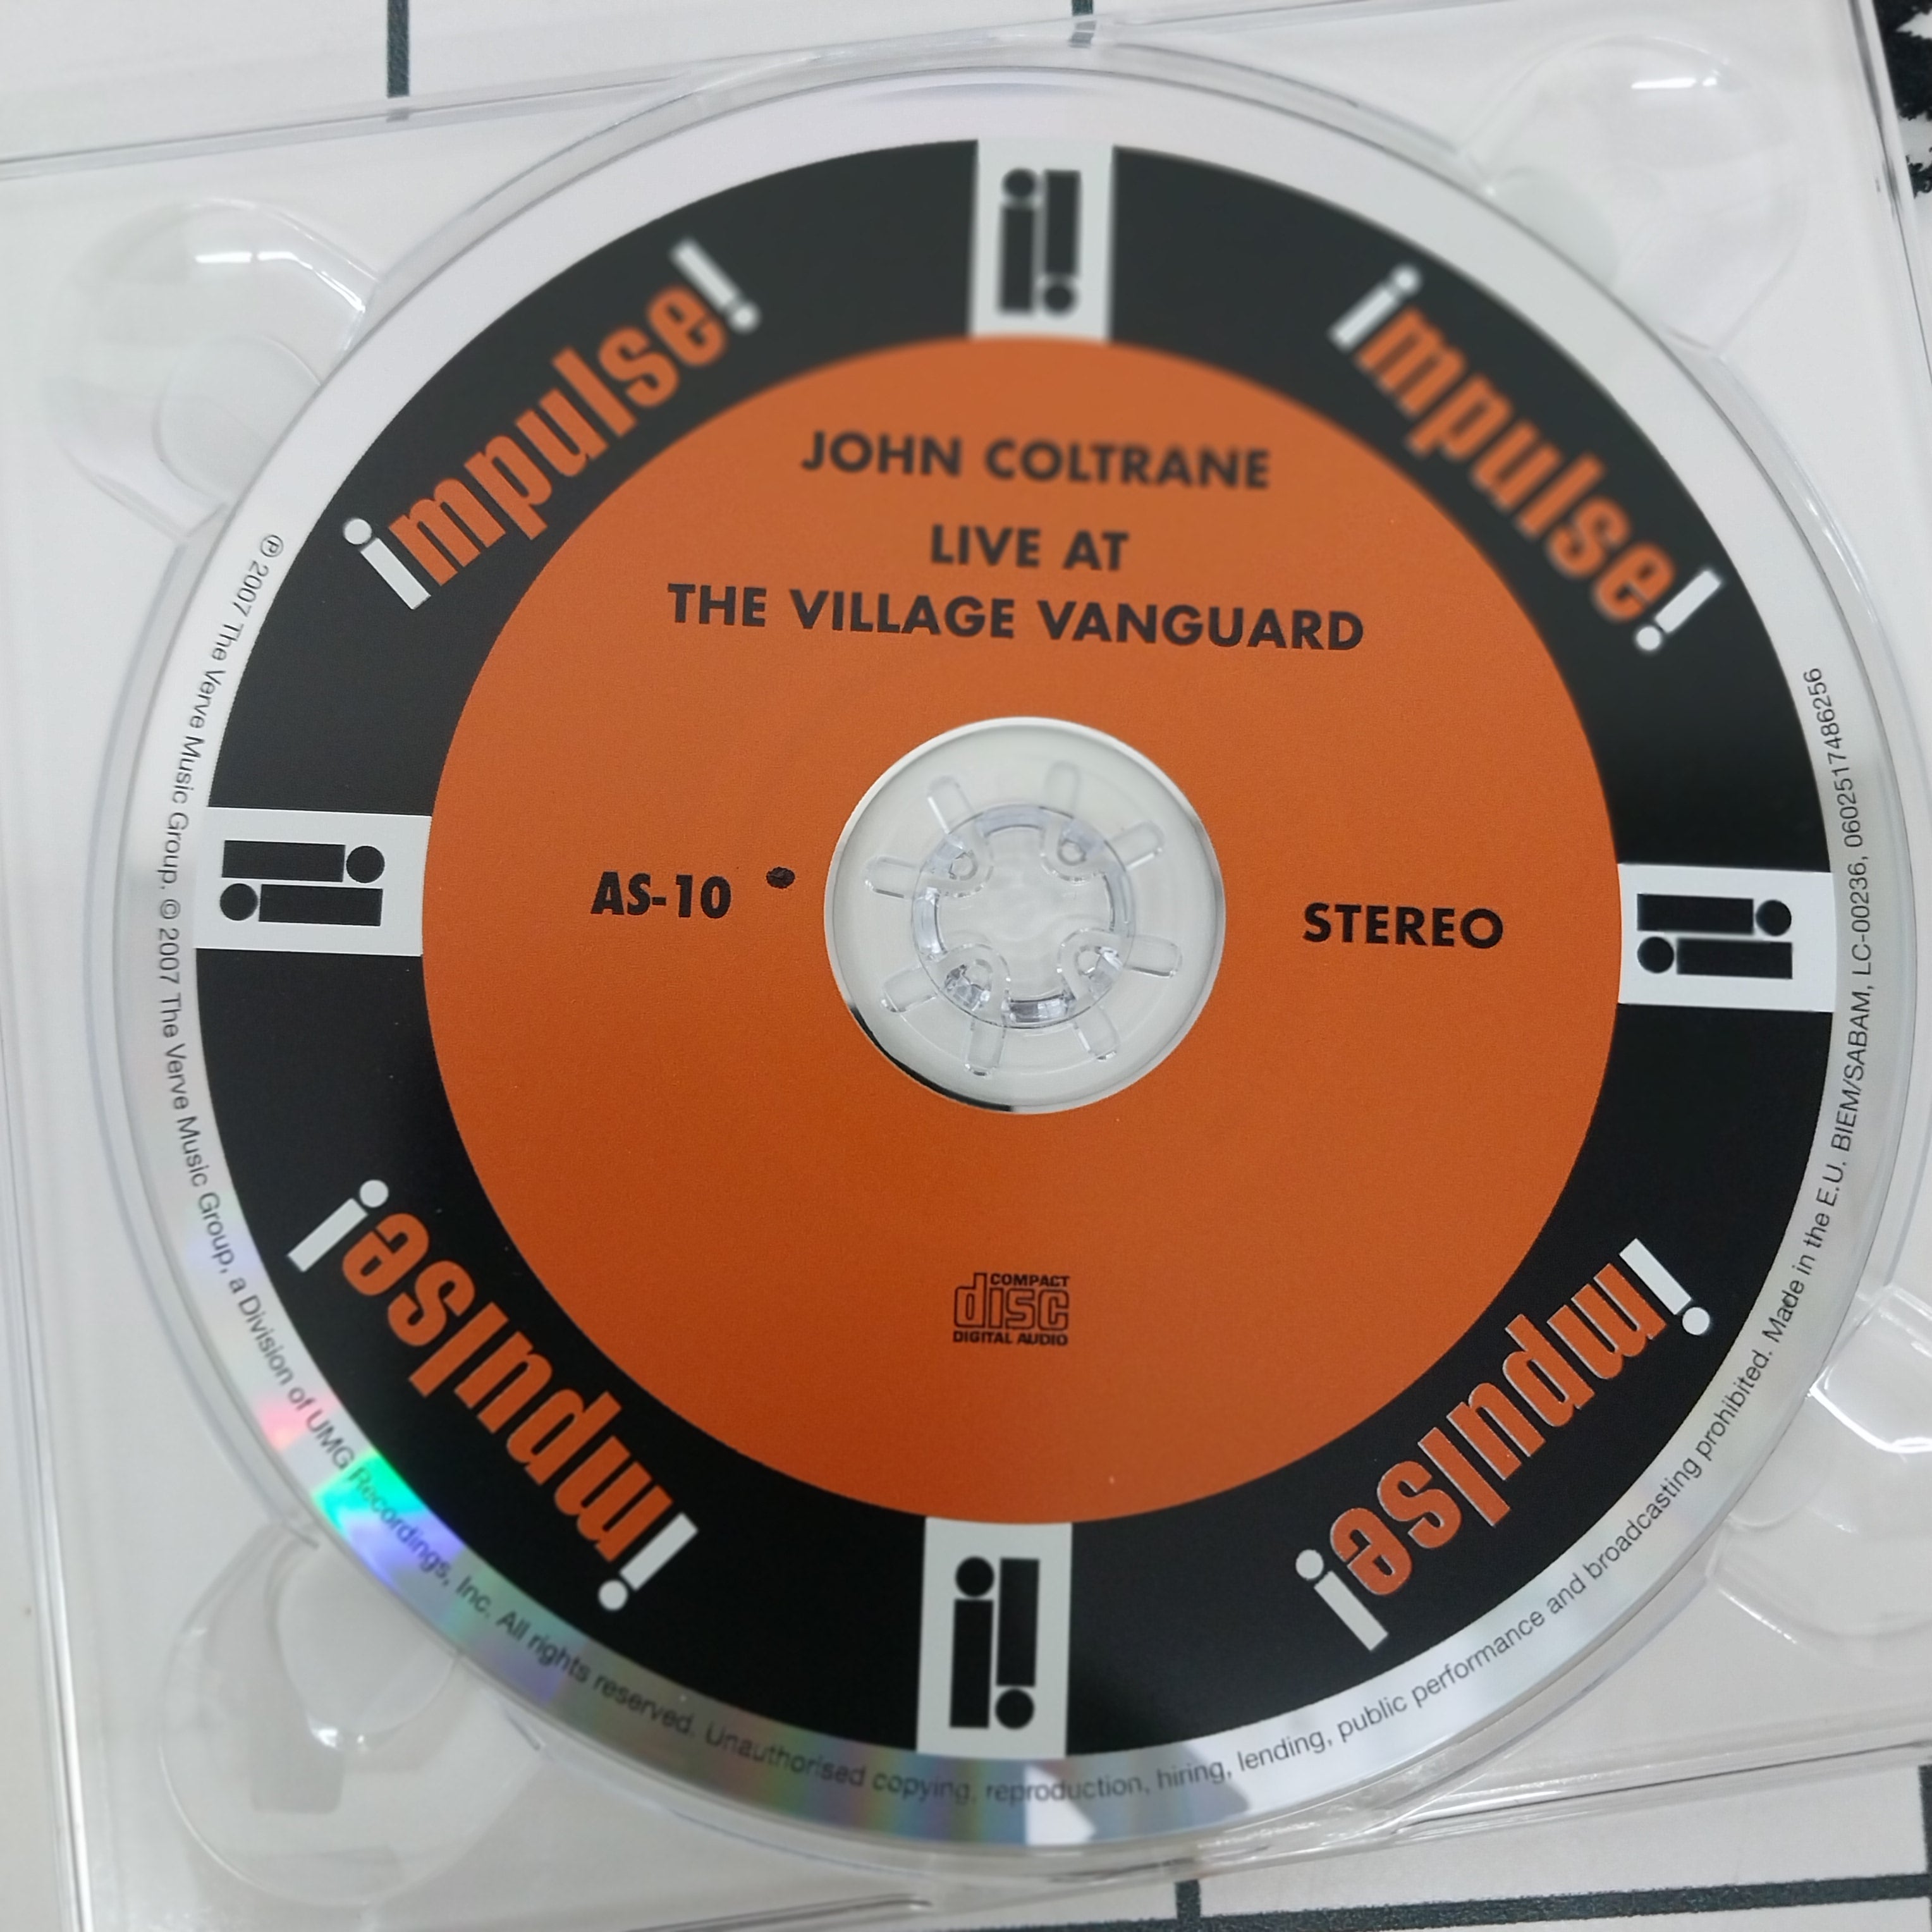 JOHN COLTRANE
LIVE AT
THE VILLAGE VANGUARD
AS-10
STEREO
COMPACT
disc
DIGITAL AUDIO
impulse!
impulse!
impulse!
impulse!
i!
i!
i!
i!
℗ 2007 The Verve Music Group. © 2007 The Verve Music Group, a Division of UMG Recordings, Inc. All rights reserved. Unauthorised copying, reproduction, hiring, lending, public performance and broadcasting prohibited. Made in the E.U. BIEM/SABAM, LC-00236, 0602517486256